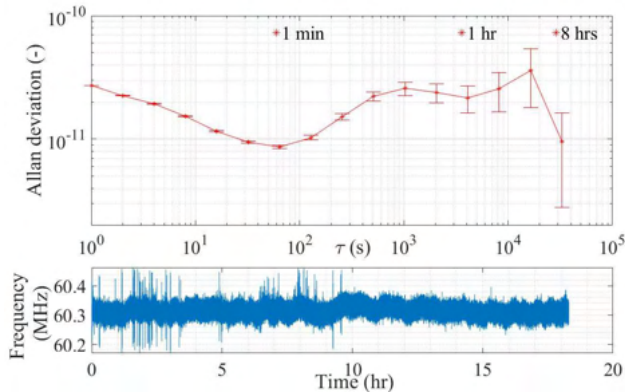 10^-10
* 1 min
* 1 hr
* 8 hrs
Allan deviation (-)
10^-11
10^0
10^1
10^2
τ (s)
10^3
10^4
10^5
Frequency
(MHz)
60.4
60.3
60.2
0
5
10
15
20
Time (hr)